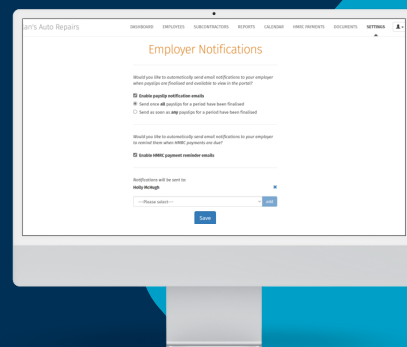 an's Auto Repairs
DASHBOARD EMPLOYEES SUBCONTRACTORS REPORTS CALENDAR HMRC PAYMENTS DOCUMENTS SETTINGS
Employer Notifications
Would you like to automatically send email notifications to your employer
when payslips are finalised and available to view in the portal?
Enable payslip notification emails
Send once all payslips for a period have been finalised
Send as soon as any payslips for a period have been finalised
Would you like to automatically send email notifications to your employer
to remind them when HMRC payments are due?
Enable HMRC payment reminder emails
Notifications will be sent to:
Holly McHugh
---Please select---
add
Save